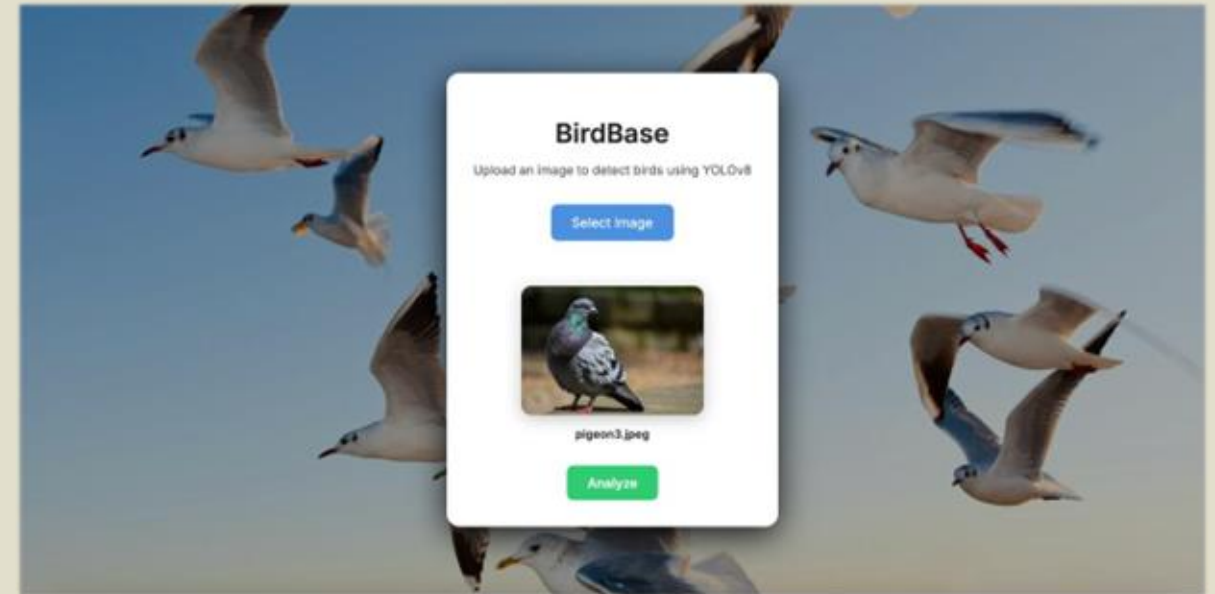 BirdBase
Upload an image to detect birds using YOLOv8
Select Image
pigeon3.jpeg
Analyze